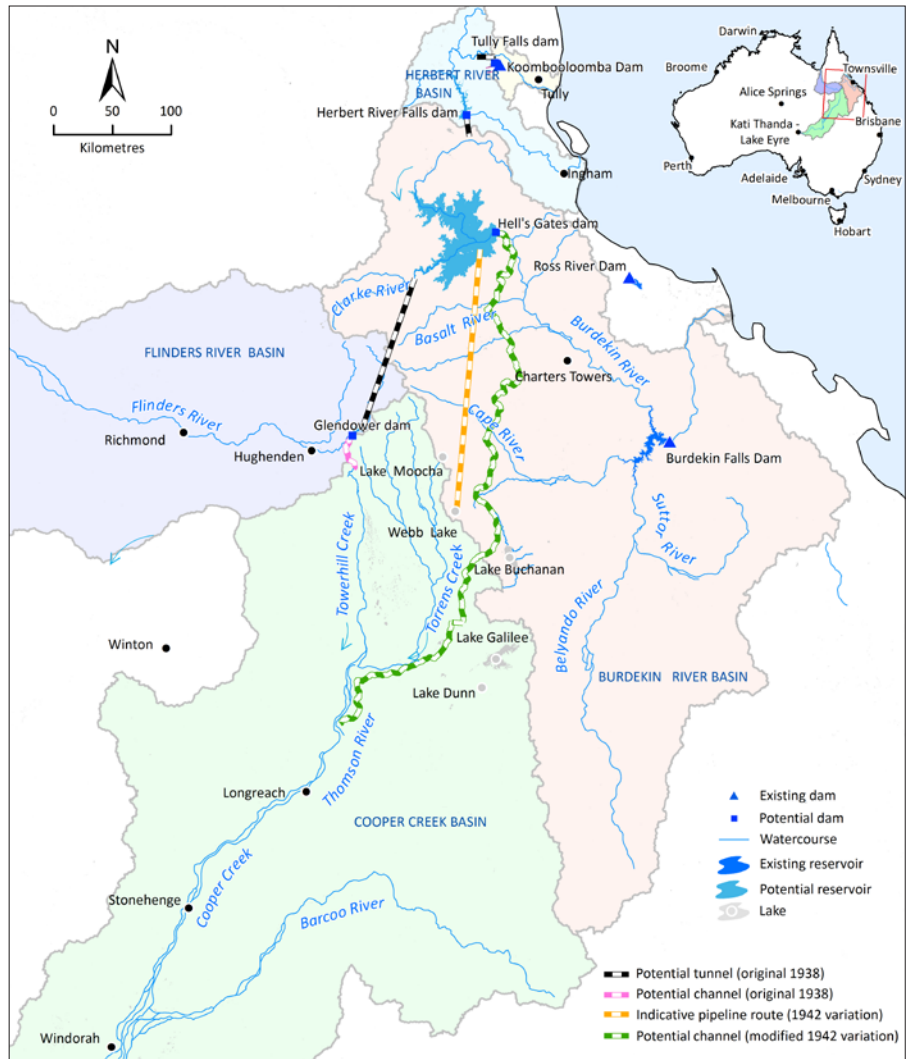 N
0 50 100
Kilometres
Tully Falls dam
Koombooloomba Dam
HERBERT RIVER
BASIN
Tully
Herbert River Falls dam
Ingham
Darwin
Broome
Townsville
Alice Springs
Kati Thanda -
Lake Eyre
Brisbane
Perth
Adelaide
Sydney
Melbourne
Hobart
Hell's Gates dam
Ross River Dam
Clarke River
Basalt River
Burdekin River
FLINDERS RIVER BASIN
Charters Towers
Flinders River
Cape River
Richmond
Glendower dam
Hughenden
Lake Moocha
Burdekin Falls Dam
Webb Lake
Suttor River
Towerhill Creek
Torrens Creek
Lake Buchanan
Belyando River
Winton
Lake Galilee
Lake Dunn
BURDEKIN RIVER BASIN
Thomson River
Longreach
COOPER CREEK BASIN
Cooper Creek
Stonehenge
Barcoo River
Windorah
Existing dam
Potential dam
Watercourse
Existing reservoir
Potential reservoir
Lake
Potential tunnel (original 1938)
Potential channel (original 1938)
Indicative pipeline route (1942 variation)
Potential channel (modified 1942 variation)